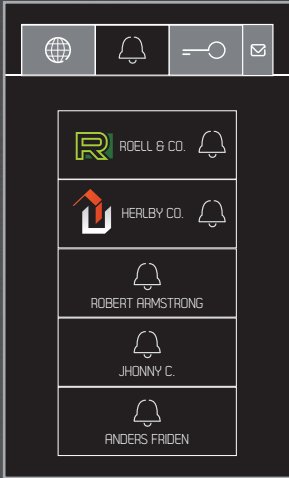 ROELL & CO.
HERLBY CO.
ROBERT ARMSTRONG
JHONNY C.
ANDERS FRIDEN